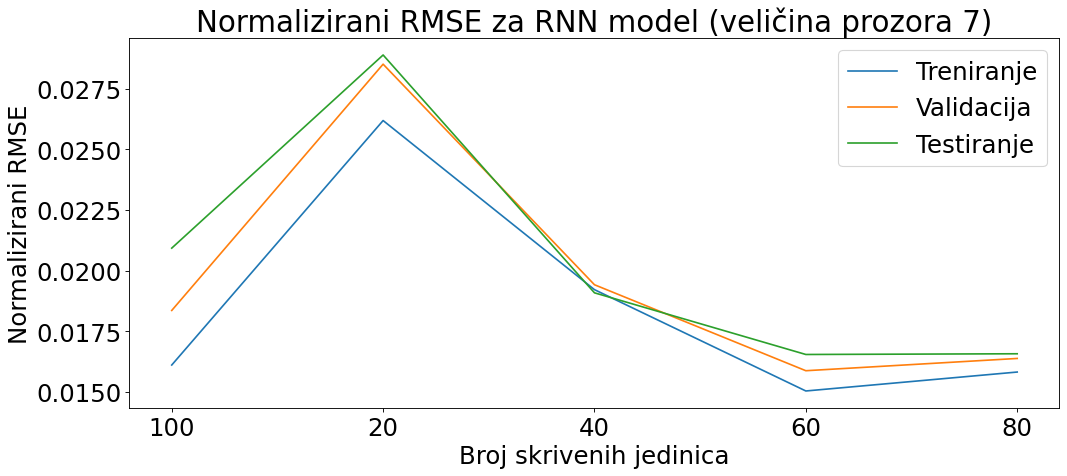 Normalizirani RMSE za RNN model (veličina prozora 7)
Treniranje
Validacija
Testiranje
Normalizirani RMSE
0.0275
0.0250
0.0225
0.0200
0.0175
0.0150
100 20 40 60 80
Broj skrivenih jedinica